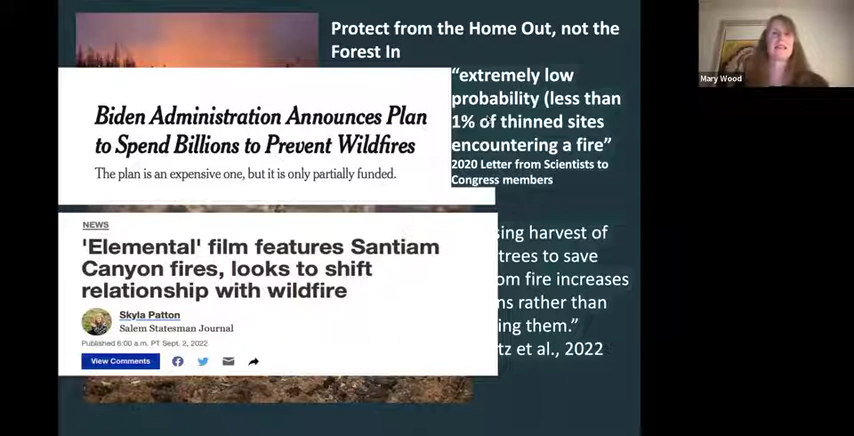 Protect from the Home Out, not the
Forest In
“extremely low
probability (less than
1% of thinned sites
encountering a fire”
2020 Letter from Scientists to
Congress members
Biden Administration Announces Plan
to Spend Billions to Prevent Wildfires
The plan is an expensive one, but it is only partially funded.
NEWS
'Elemental' film features Santiam
Canyon fires, looks to shift
relationship with wildfire
Skyla Patton
Salem Statesman Journal
Published 6:00 a.m. PT Sept. 2, 2022
View Comments
sing harvest of
trees to save
om fire increases
ns rather than
ing them.”
tz et al., 2022
Mary Wood